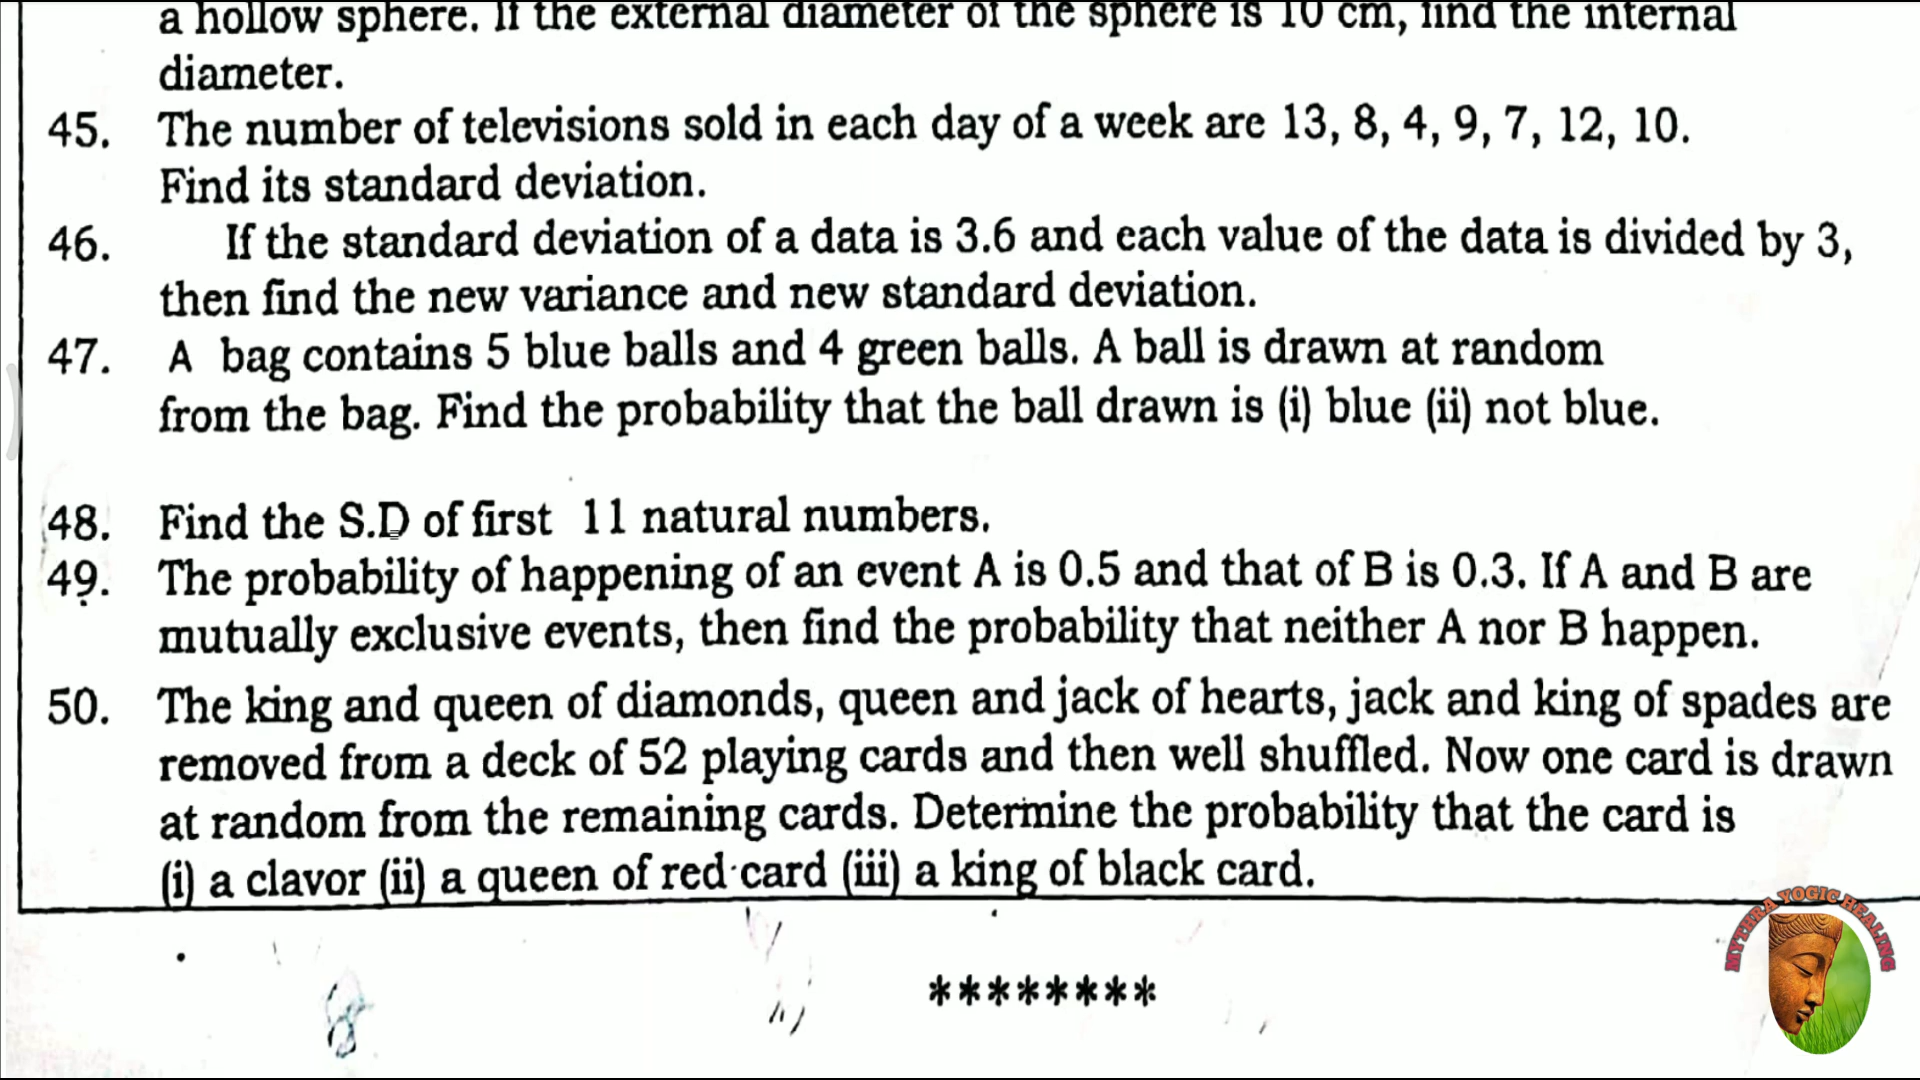 a hollow sphere. If the external diameter of the sphere is 10 cm, find the internal
diameter.
45. The number of televisions sold in each day of a week are 13, 8, 4, 9, 7, 12, 10.
Find its standard deviation.
46. If the standard deviation of a data is 3.6 and each value of the data is divided by 3,
then find the new variance and new standard deviation.
47. A bag contains 5 blue balls and 4 green balls. A ball is drawn at random
from the bag. Find the probability that the ball drawn is (i) blue (ii) not blue.
48. Find the S.D of first 11 natural numbers.
49. The probability of happening of an event A is 0.5 and that of B is 0.3. If A and B are
mutually exclusive events, then find the probability that neither A nor B happen.
50. The king and queen of diamonds, queen and jack of hearts, jack and king of spades are
removed from a deck of 52 playing cards and then well shuffled. Now one card is drawn
at random from the remaining cards. Determine the probability that the card is
(i) a clavor (ii) a queen of red card (iii) a king of black card.
********
MYTHRA YOGIC HEALING